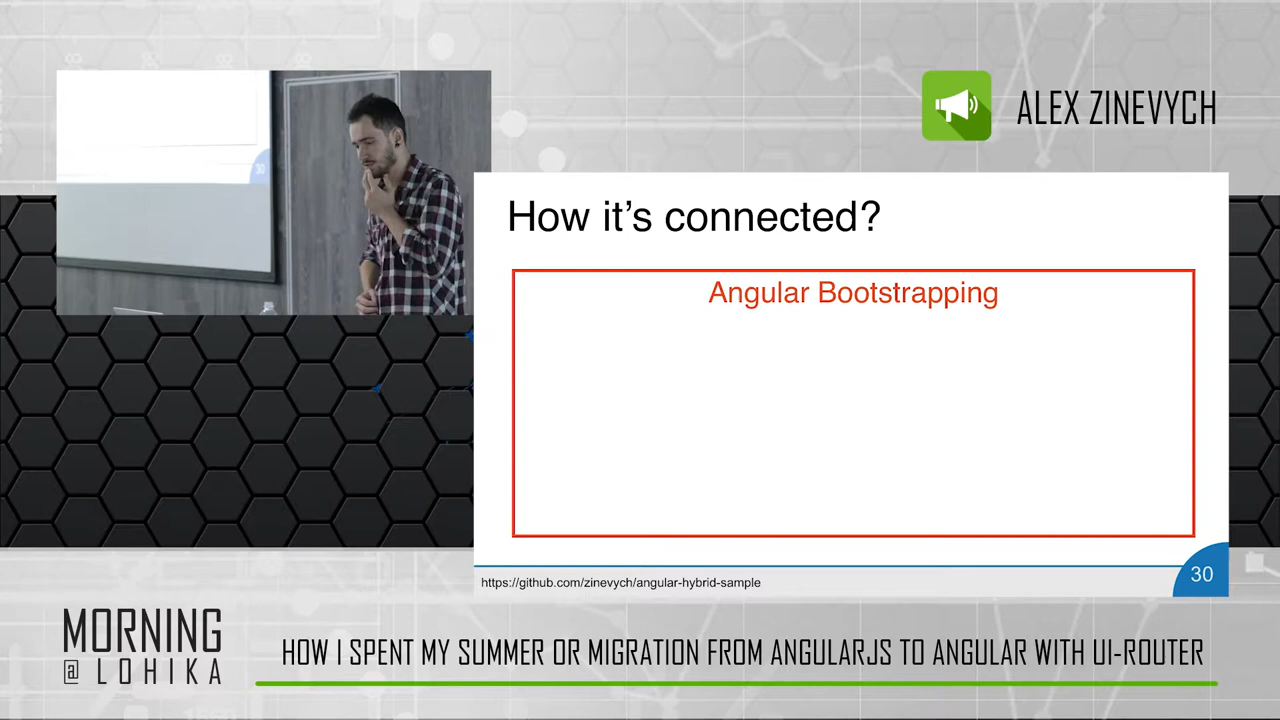 ALEX ZINEVYCH
30
How it's connected?
Angular Bootstrapping
https://github.com/zinevych/angular-hybrid-sample
30
MORNING
@ LOHIKA
HOW I SPENT MY SUMMER OR MIGRATION FROM ANGULARJS TO ANGULAR WITH UI-ROUTER